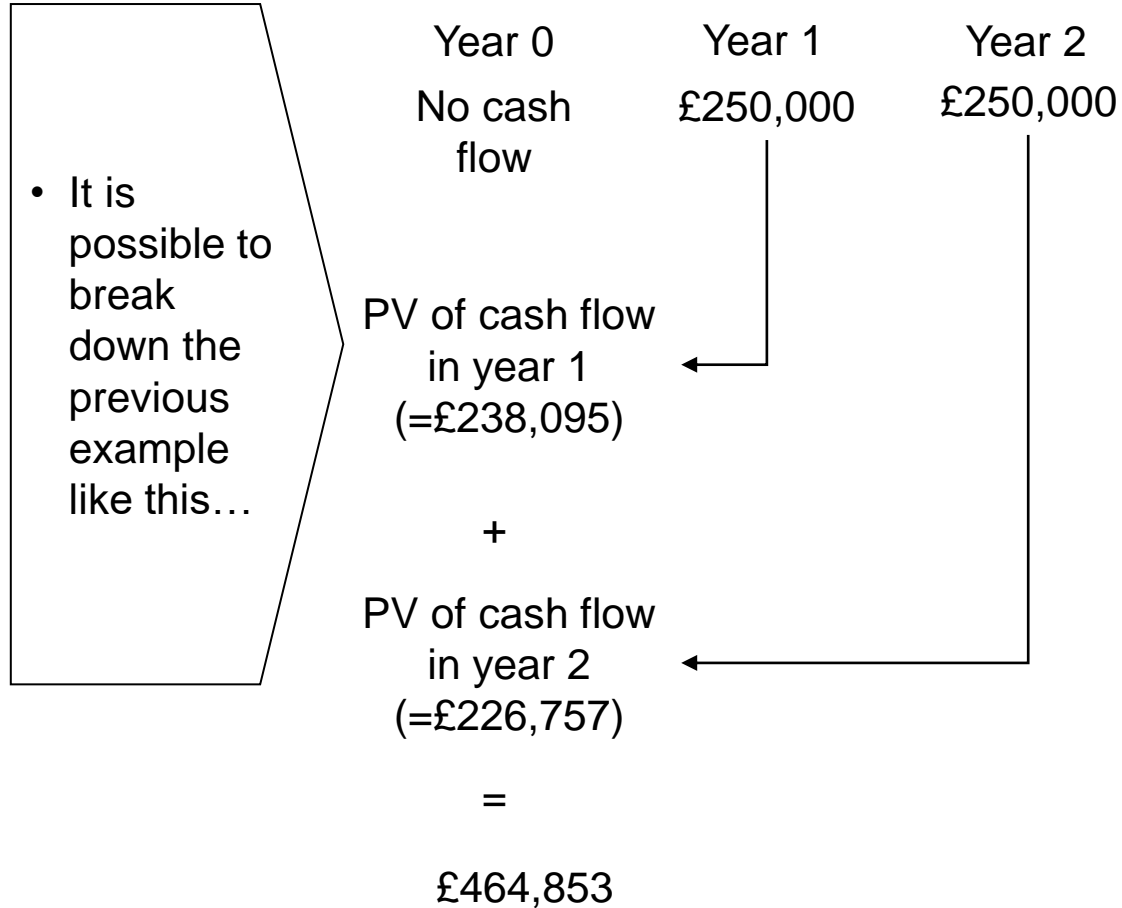 • It is
possible to
break
down the
previous
example
like this…
Year 0 Year 1 Year 2
No cash £250,000 £250,000
flow
PV of cash flow
in year 1
(=£238,095)
+
PV of cash flow
in year 2
(=£226,757)
=
£464,853